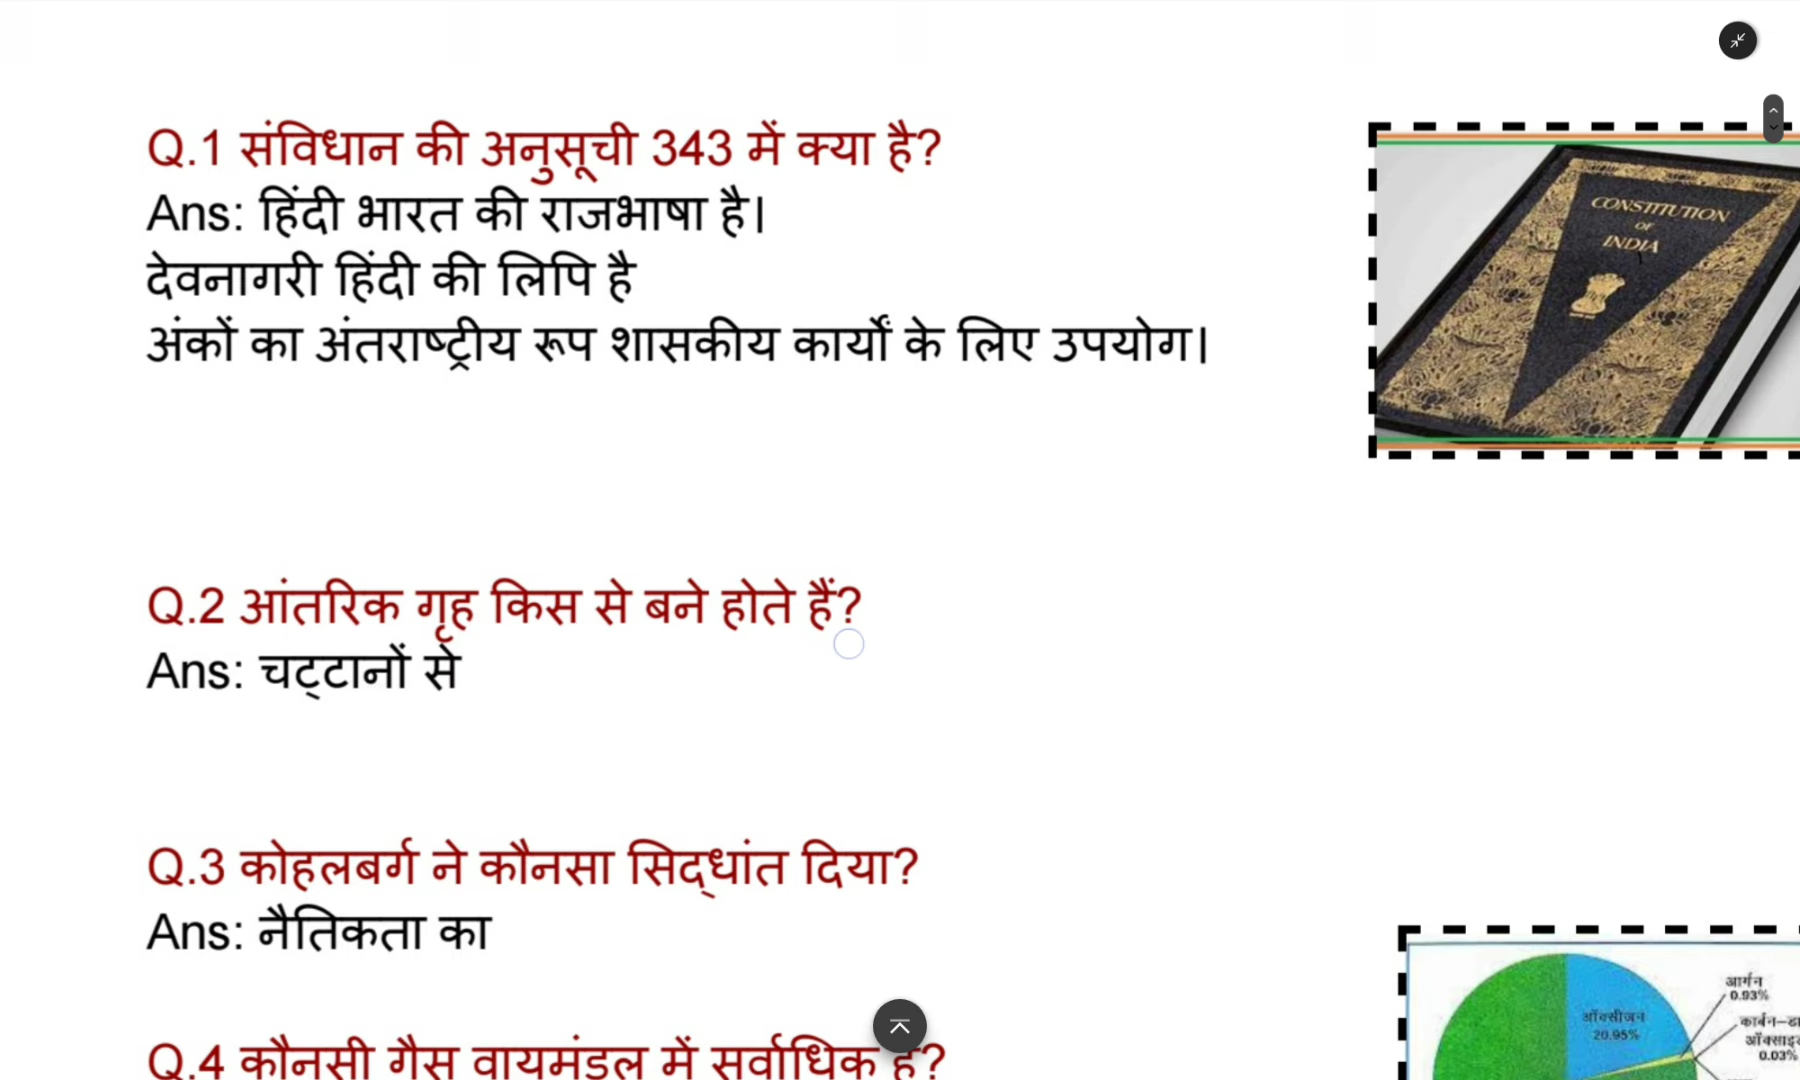 Q.1 संविधान की अनुसूची 343 में क्या है?
Ans: हिंदी भारत की राजभाषा है।
देवनागरी हिंदी की लिपि है
अंकों का अंतराष्ट्रीय रूप शासकीय कार्यों के लिए उपयोग।
CONSTITUTION
OF
INDIA
Q.2 आंतरिक गृह किस से बने होते हैं?
Ans: चट्टानों से
Q.3 कोहलबर्ग ने कौनसा सिद्धांत दिया?
Ans: नैतिकता का
आर्गन
0.93%
ऑक्सीजन
20.95%
0.03%
Q.4 कौनसी गैस वायुमंडल में सर्वाधिक है?